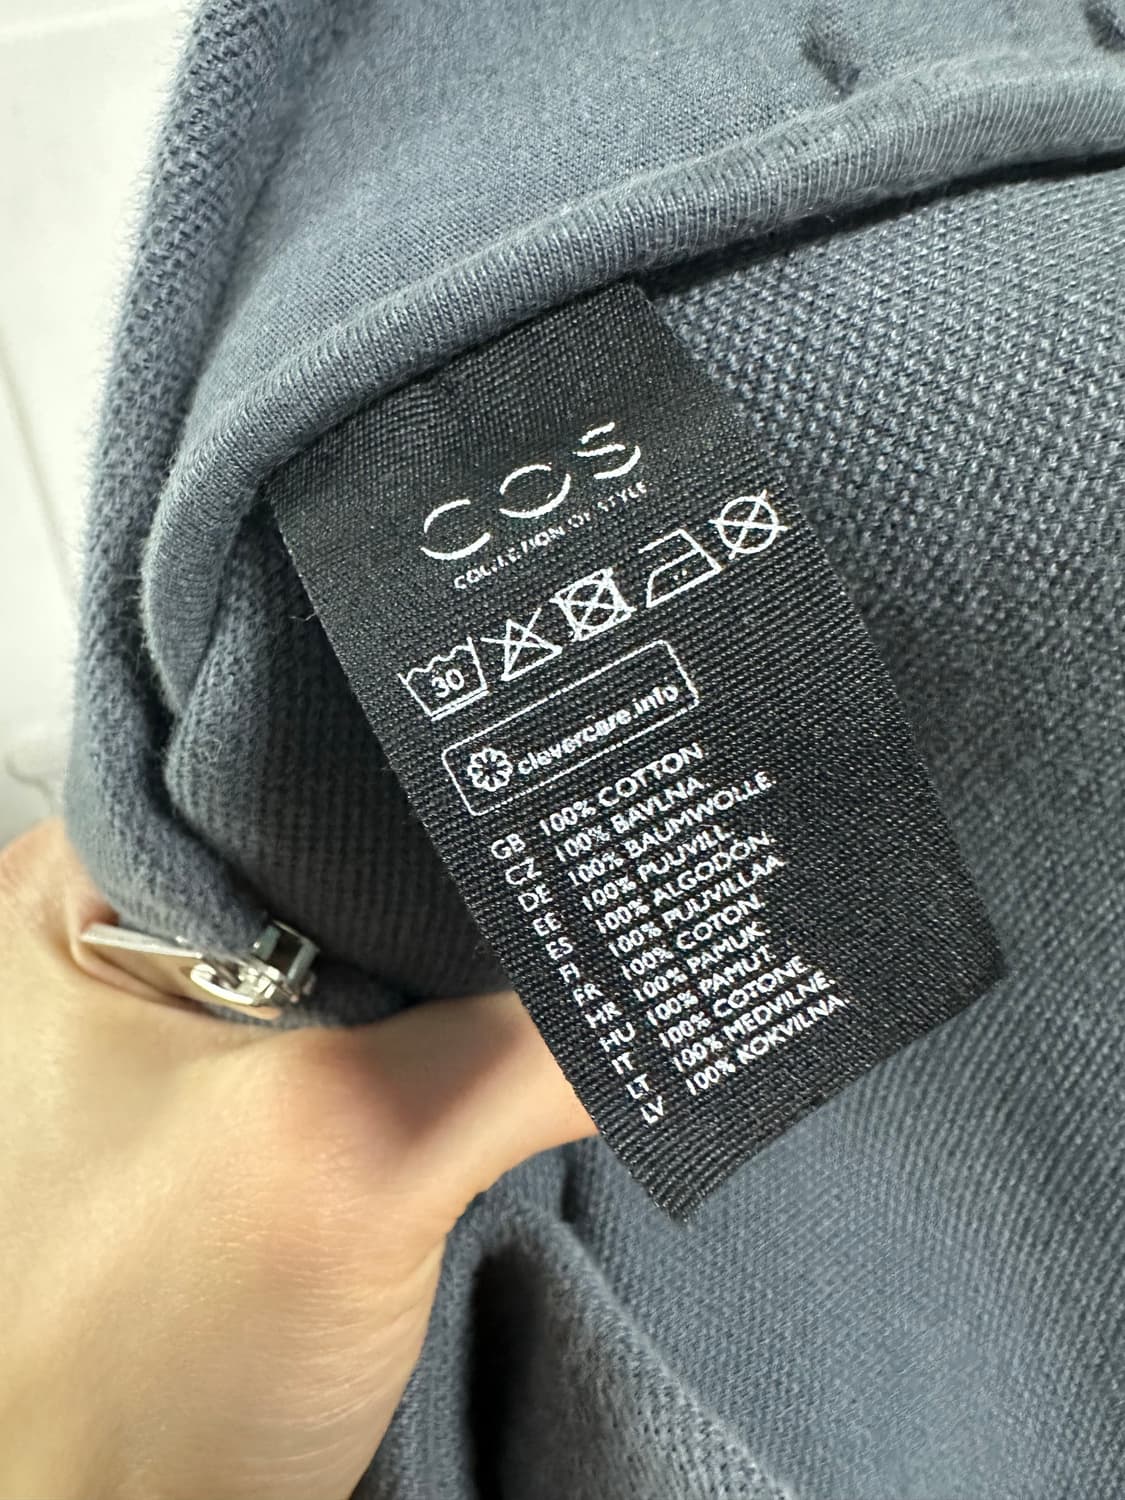 COS
COLLECTION OF STYLE
30
clevercare.info
GB 100% COTTON
CZ 100% BAVLNA
DE 100% BAUMWOLLE
EE 100% PUUVILL
ES 100% ALGODÓN.
FI 100% PUUVILLAA
FR 100% COTON.
HR 100% PAMUK
HU 100% PAMUT
IT 100% COTONE
LT 100% MEDVILNĖ.
LV 100% KOKVILNA